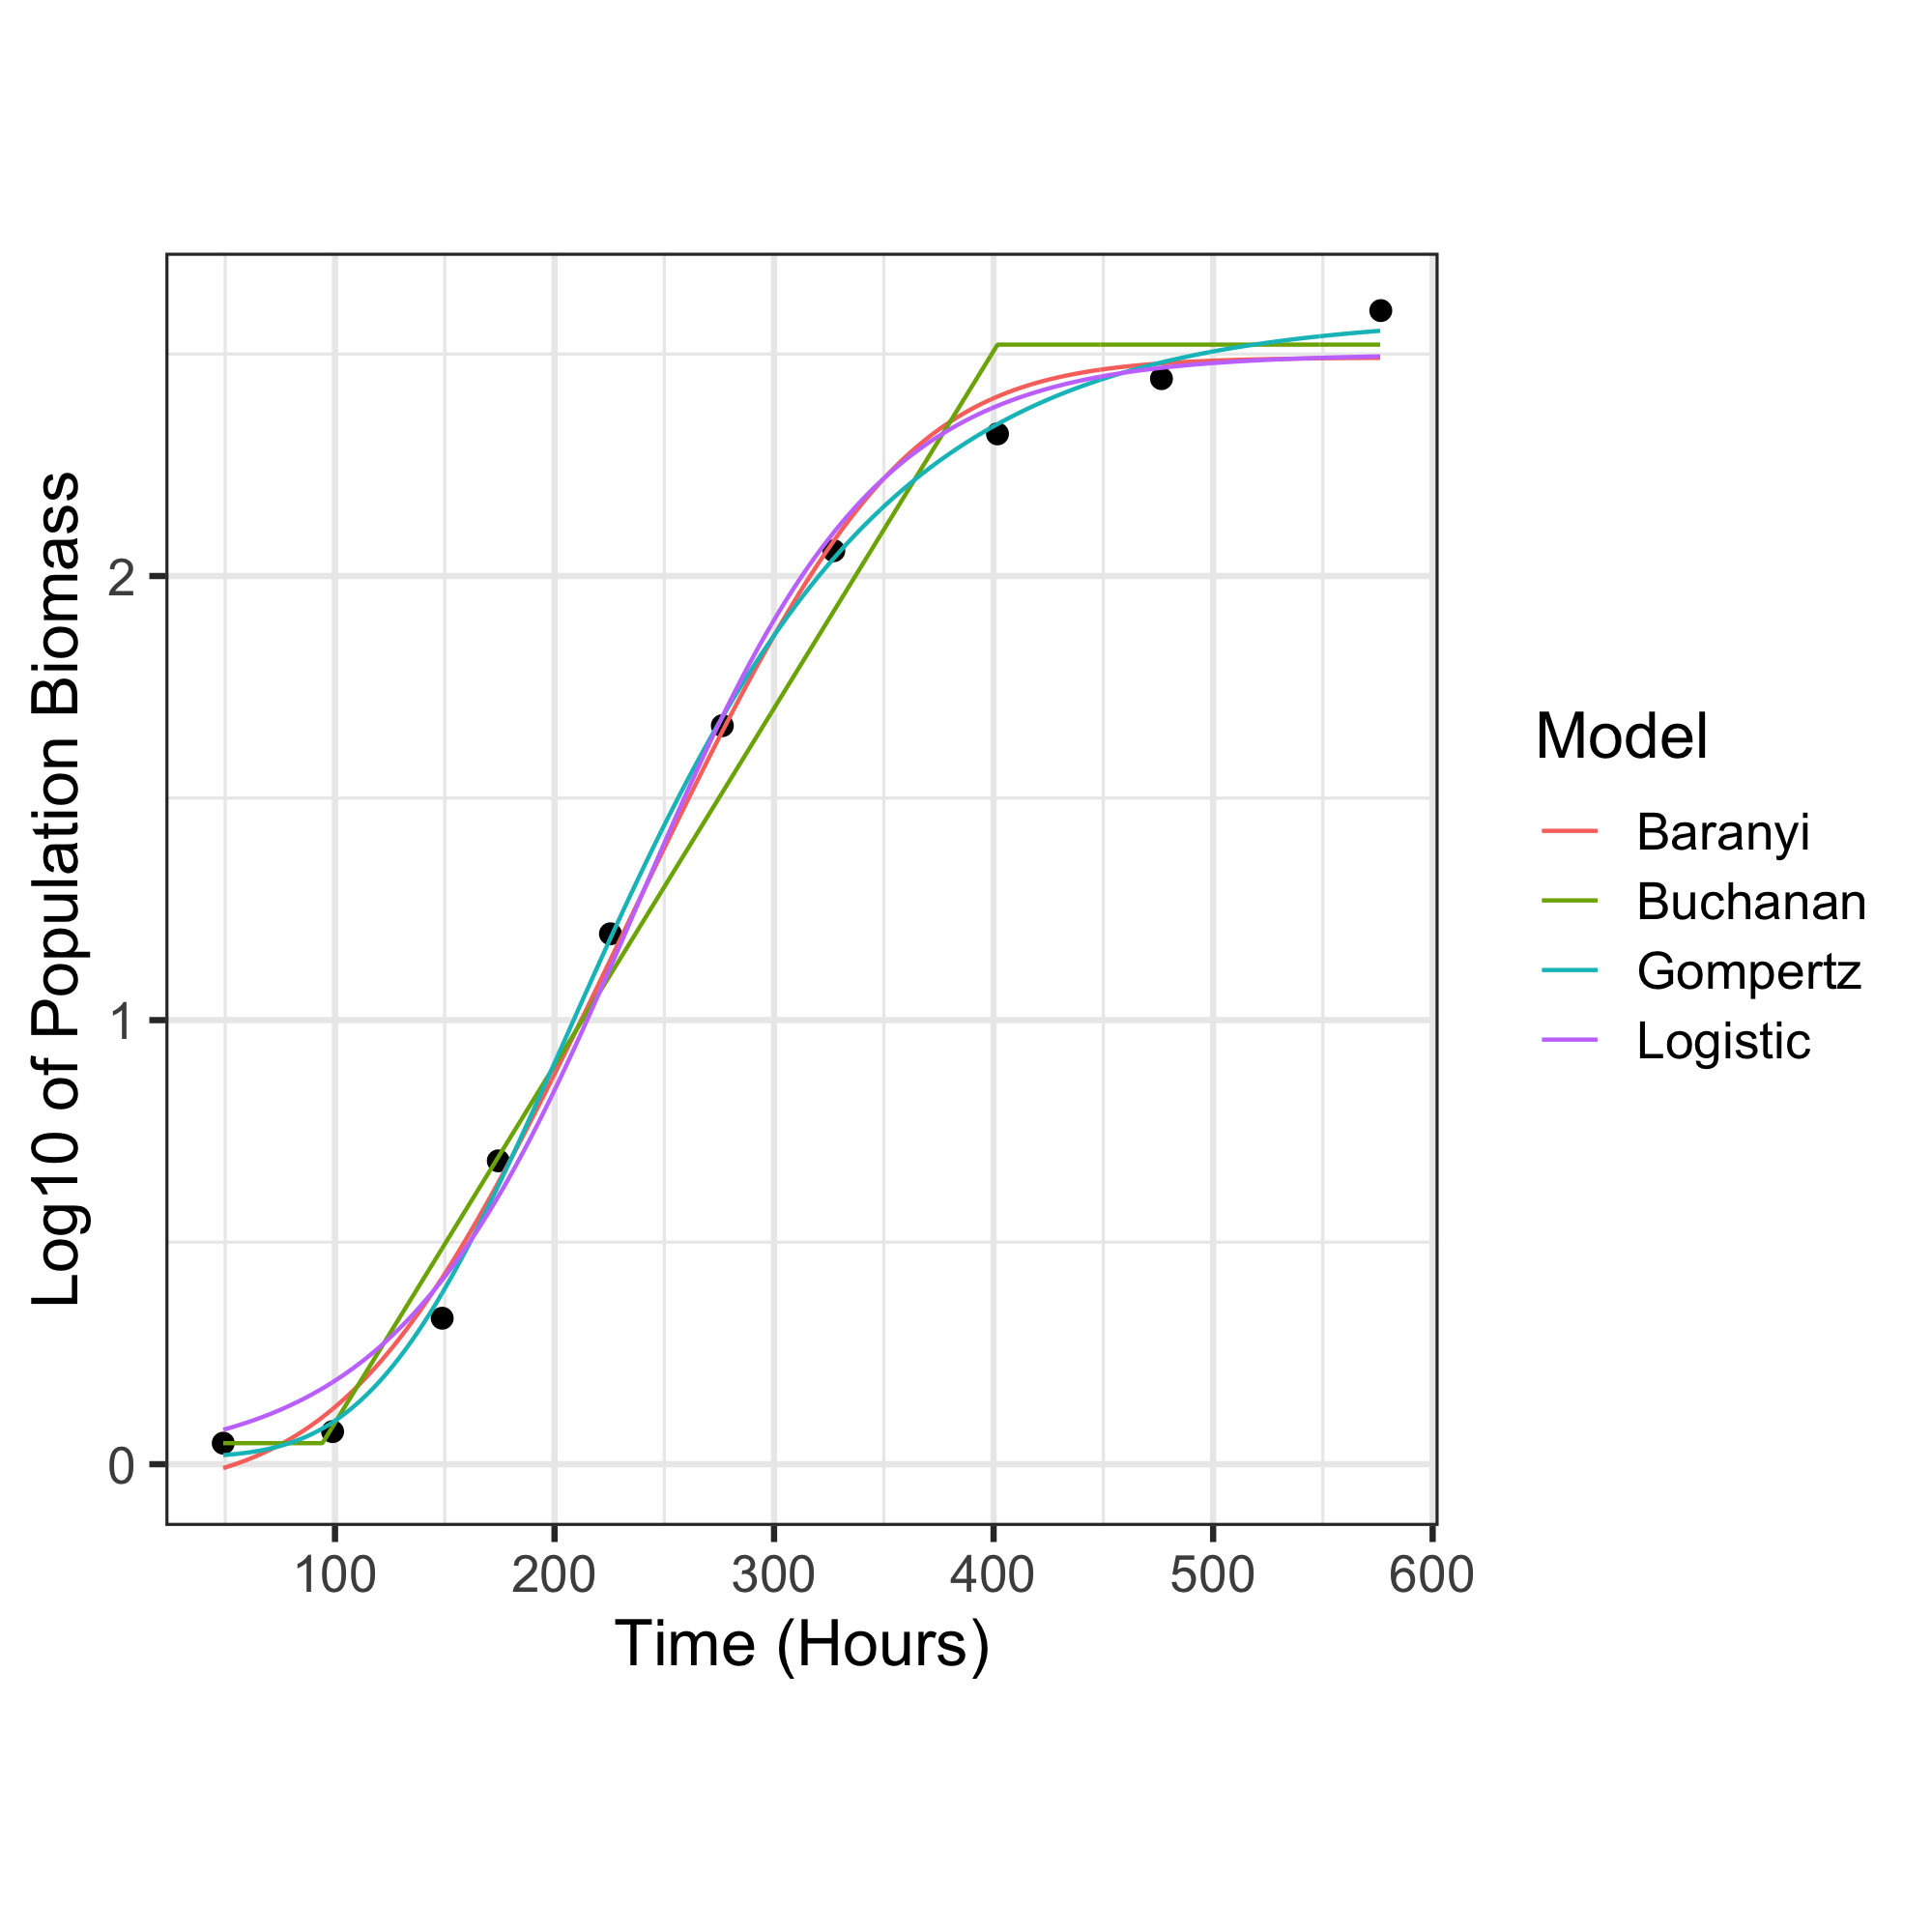 Log10 of Population Biomass
2
1
0
100 200 300 400 500 600
Time (Hours)
Model
Baranyi
Buchanan
Gompertz
Logistic